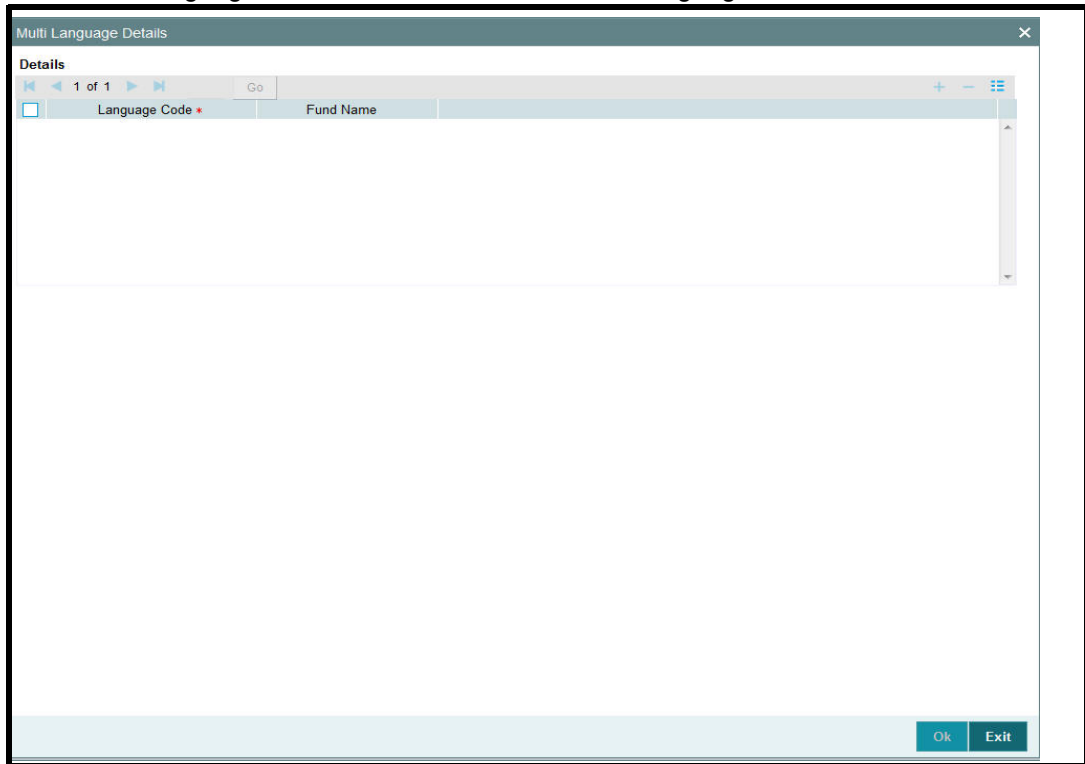 Multi Language Details
Details
1 of 1 Go
Language Code * Fund Name
Ok Exit